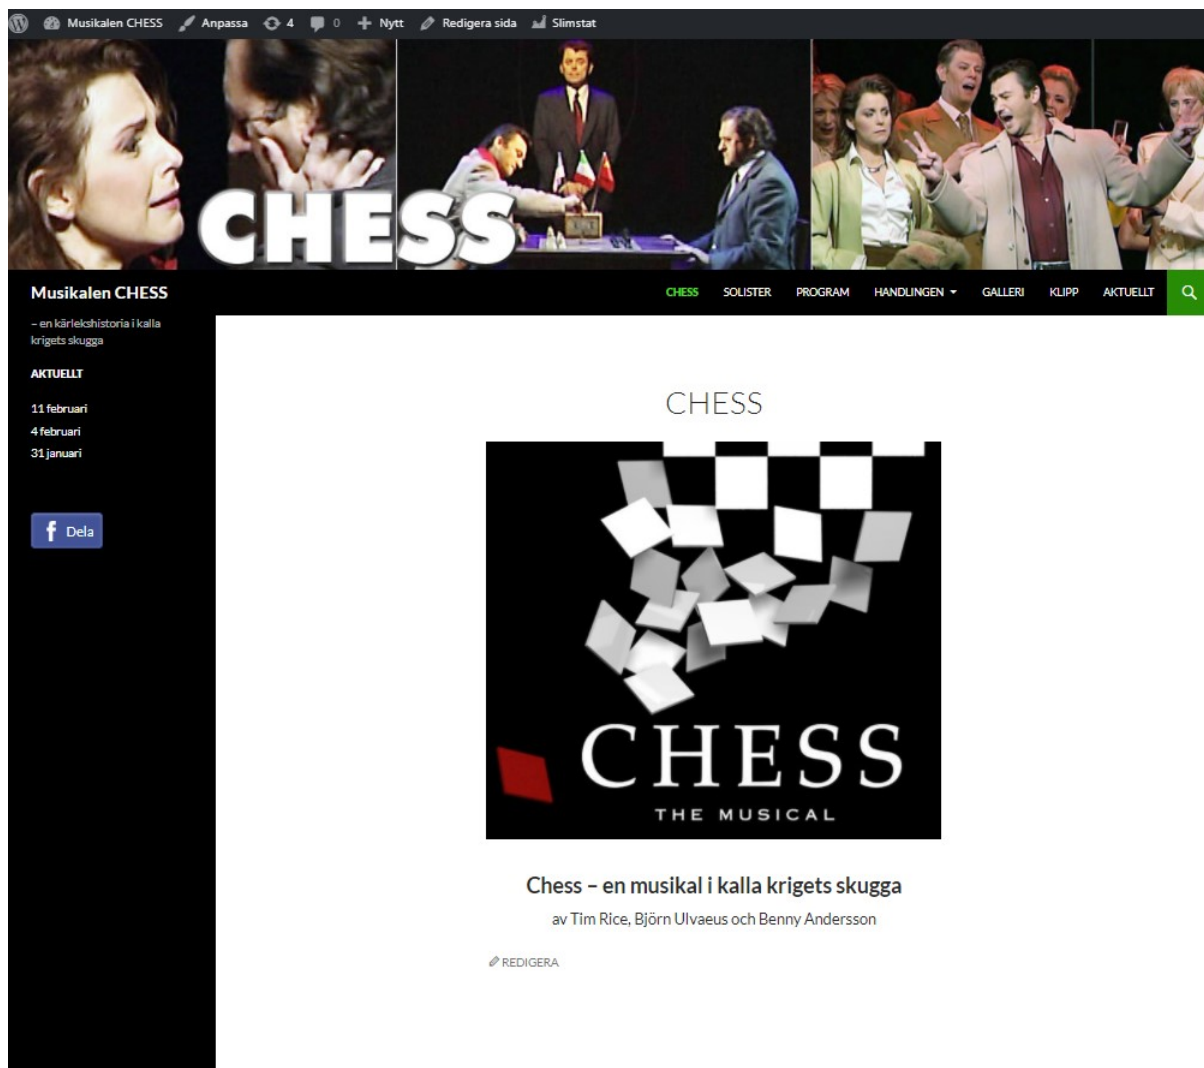 Musikalen CHESS Anpassa 4 0 Nytt Redigera sida Slimstat
CHESS
Musikalen CHESS
CHESS SOLISTER PROGRAM HANDLINGEN GALLERI KLIPP AKTUELLT
– en kärlekshistoria i kalla
krigets skugga
AKTUELLT
11 februari
4 februari
31 januari
f Dela
CHESS
CHESS
THE MUSICAL
Chess – en musikal i kalla krigets skugga
av Tim Rice, Björn Ulvaeus och Benny Andersson
REDIGERA